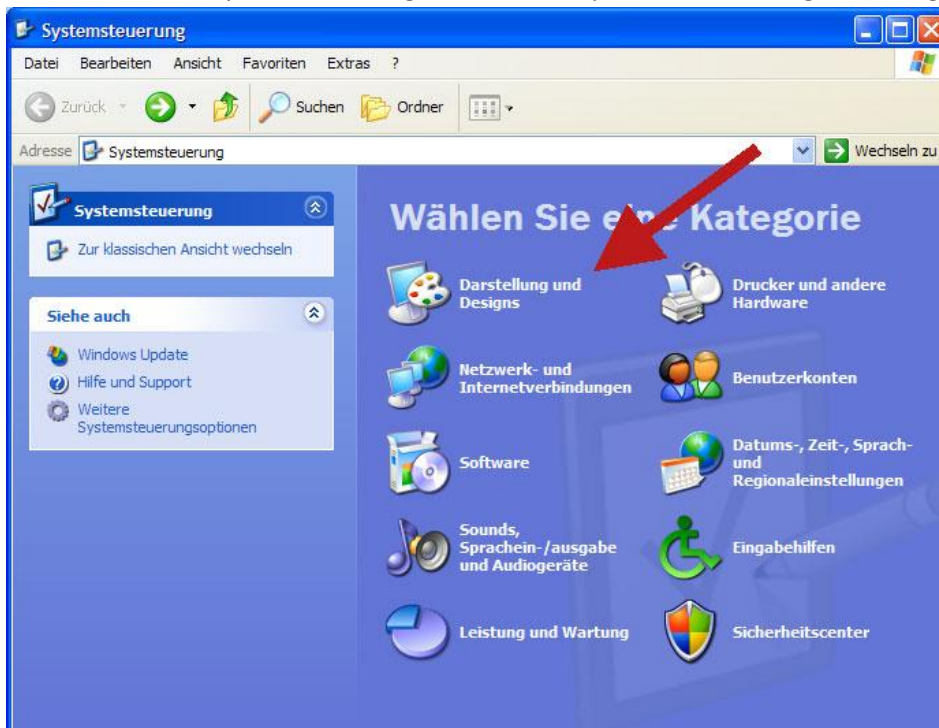 Systemsteuerung
Datei Bearbeiten Ansicht Favoriten Extras ?
Zurück Suchen Ordner
Adresse Systemsteuerung Wechseln zu
Systemsteuerung
Zur klassischen Ansicht wechseln
Siehe auch
Windows Update
Hilfe und Support
Weitere
Systemsteuerungsoptionen
Wählen Sie eine Kategorie
Darstellung und
Designs
Drucker und andere
Hardware
Netzwerk- und
Internetverbindungen
Benutzerkonten
Software
Datums-, Zeit-, Sprach-
und
Regionaleinstellungen
Sounds,
Sprachein-/ausgabe
und Audiogeräte
Eingabehilfen
Leistung und Wartung
Sicherheitscenter